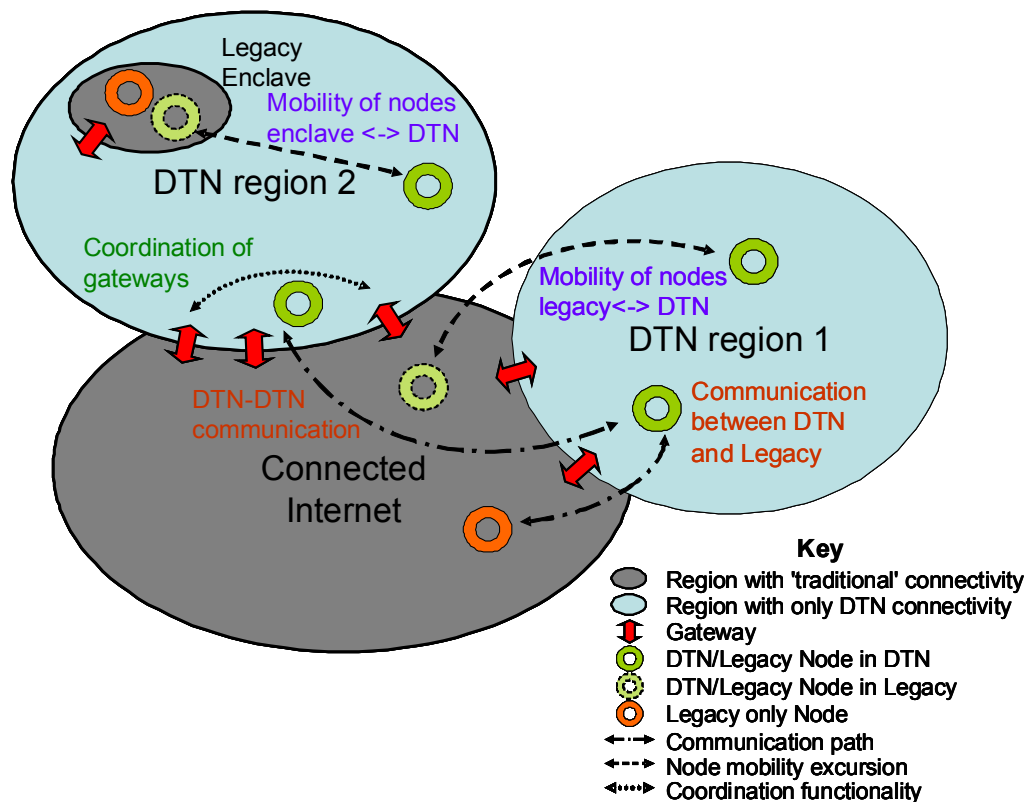 Legacy
Enclave
Mobility of nodes
enclave <-> DTN
DTN region 2
Coordination of
gateways
Mobility of nodes
legacy<-> DTN
DTN region 1
DTN-DTN
communication
Communication
between DTN
and Legacy
Connected
Internet
Key
Region with 'traditional' connectivity
Region with only DTN connectivity
Gateway
DTN/Legacy Node in DTN
DTN/Legacy Node in Legacy
Legacy only Node
Communication path
Node mobility excursion
Coordination functionality